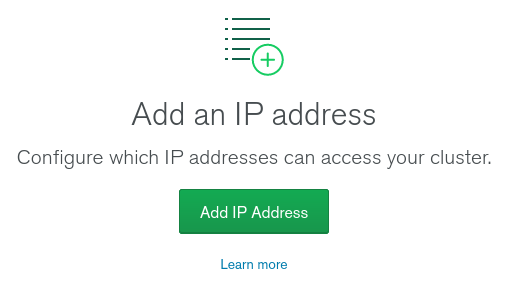 Add an IP address
Configure which IP addresses can access your cluster.
Add IP Address
Learn more